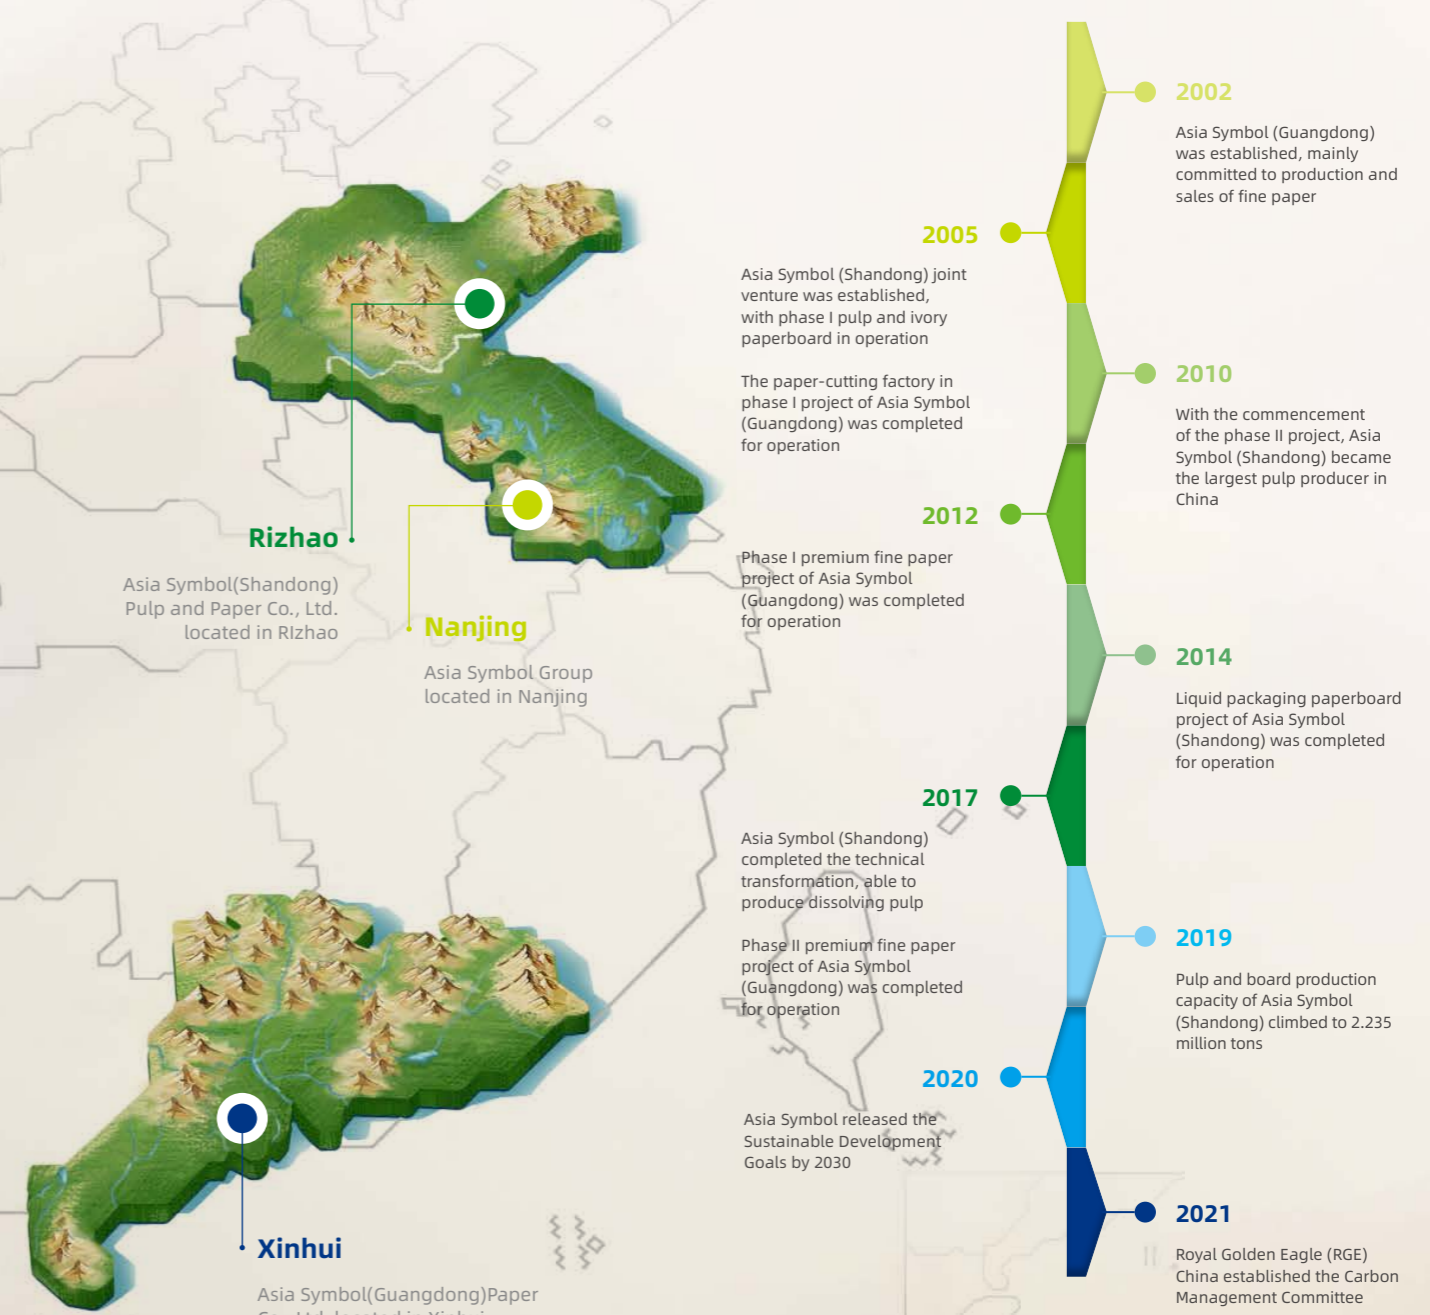 2002
Asia Symbol (Guangdong)
was established, mainly
committed to production and
sales of fine paper
2005
Asia Symbol (Shandong) joint
venture was established,
with phase I pulp and ivory
paperboard in operation
The paper-cutting factory in
phase I project of Asia Symbol
(Guangdong) was completed
for operation
2010
With the commencement
of the phase II project, Asia
Symbol (Shandong) became
the largest pulp producer in
China
2012
Phase I premium fine paper
project of Asia Symbol
(Guangdong) was completed
for operation
2014
Liquid packaging paperboard
project of Asia Symbol
(Shandong) was completed
for operation
2017
Asia Symbol (Shandong)
completed the technical
transformation, able to
produce dissolving pulp
Phase II premium fine paper
project of Asia Symbol
(Guangdong) was completed
for operation
2019
Pulp and board production
capacity of Asia Symbol
(Shandong) climbed to 2.235
million tons
2020
Asia Symbol released the
Sustainable Development
Goals by 2030
2021
Royal Golden Eagle (RGE)
China established the Carbon
Management Committee
Rizhao
Asia Symbol(Shandong)
Pulp and Paper Co., Ltd.
located in RIzhao
Nanjing
Asia Symbol Group
located in Nanjing
Xinhui
Asia Symbol(Guangdong)Paper